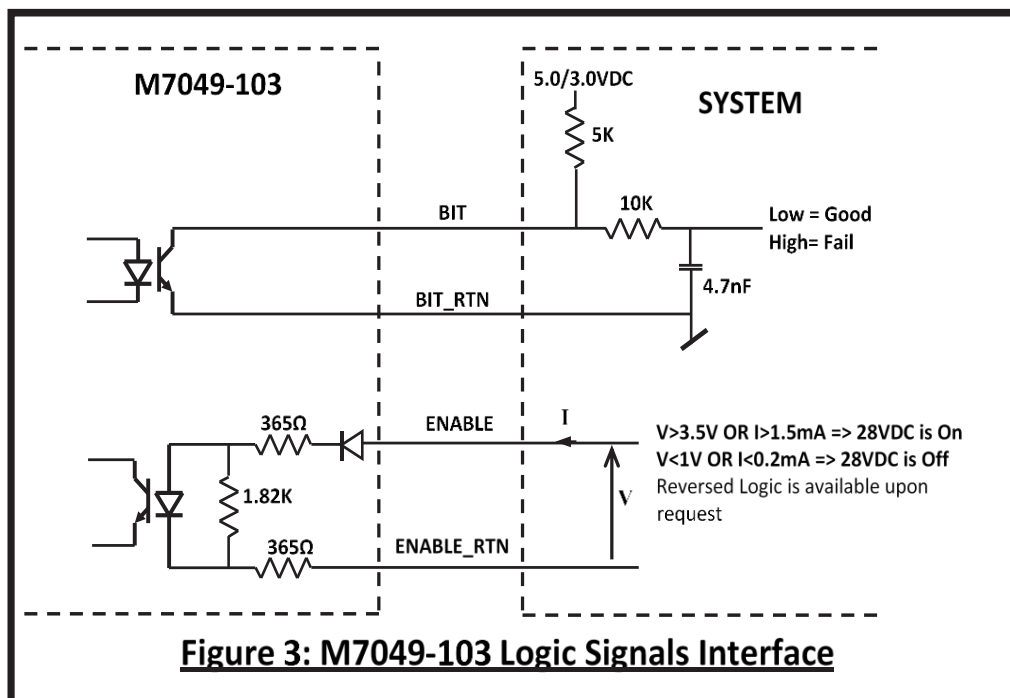 M7049-103
SYSTEM
5.0/3.0VDC
5K
BIT
10K
Low = Good
High= Fail
4.7nF
BIT_RTN
365Ω
ENABLE
I
V>3.5V OR I>1.5mA => 28VDC is On
V<1V OR I<0.2mA => 28VDC is Off
Reversed Logic is available upon
request
1.82K
V
365Ω
ENABLE_RTN
Figure 3: M7049-103 Logic Signals Interface